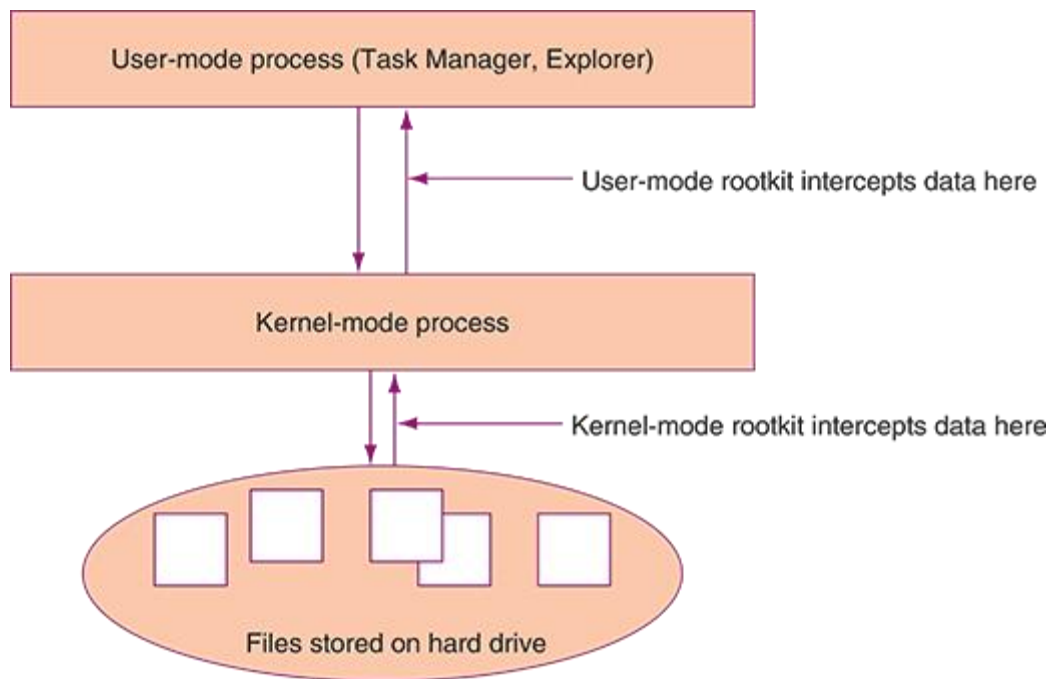 User-mode process (Task Manager, Explorer)
User-mode rootkit intercepts data here
Kernel-mode process
Kernel-mode rootkit intercepts data here
Files stored on hard drive